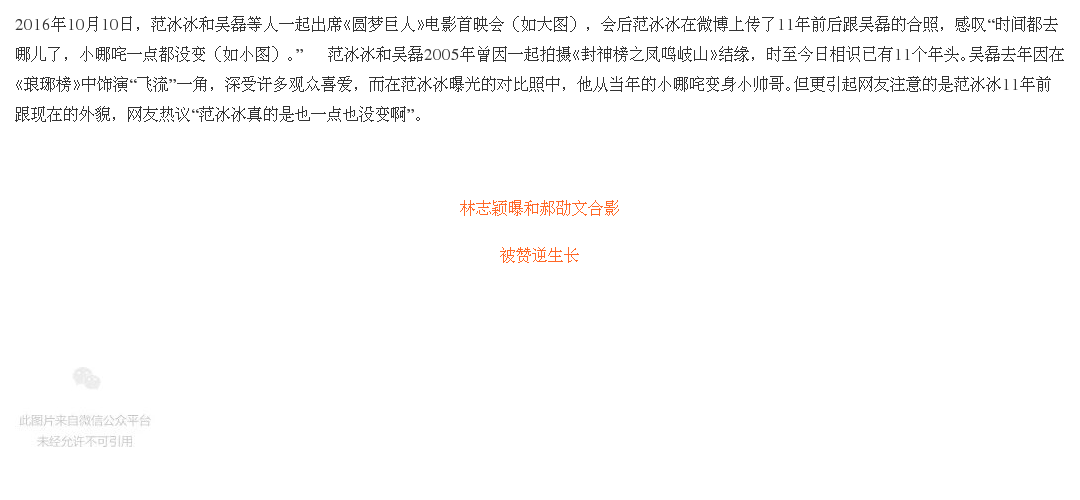 2016年10月10日，范冰冰和吴磊等人一起出席《圆梦巨人》电影首映会（如大图），会后范冰冰在微博上传了11年前后跟吴磊的合照，感叹“时间都去
哪儿了，小哪咤一点都没变（如小图）。”　范冰冰和吴磊2005年曾因一起拍摄《封神榜之凤鸣岐山》结缘，时至今日相识已有11个年头。吴磊去年因在
《琅琊榜》中饰演“飞流”一角，深受许多观众喜爱，而在范冰冰曝光的对比照中，他从当年的小哪咤变身小帅哥。但更引起网友注意的是范冰冰11年前
跟现在的外貌，网友热议“范冰冰真的是也一点也没变啊”。
林志颖曝和郝劭文合影
被赞逆生长
此图片来自微信公众平台
未经允许不可引用